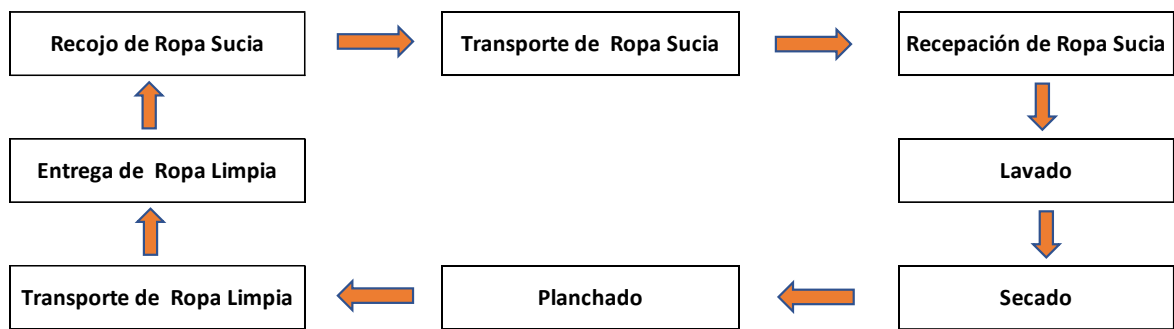 Recojo de Ropa Sucia
Transporte de  Ropa Sucia
Recepación de Ropa Sucia
Entrega de  Ropa Limpia
Lavado
Transporte de  Ropa Limpia
Planchado
Secado